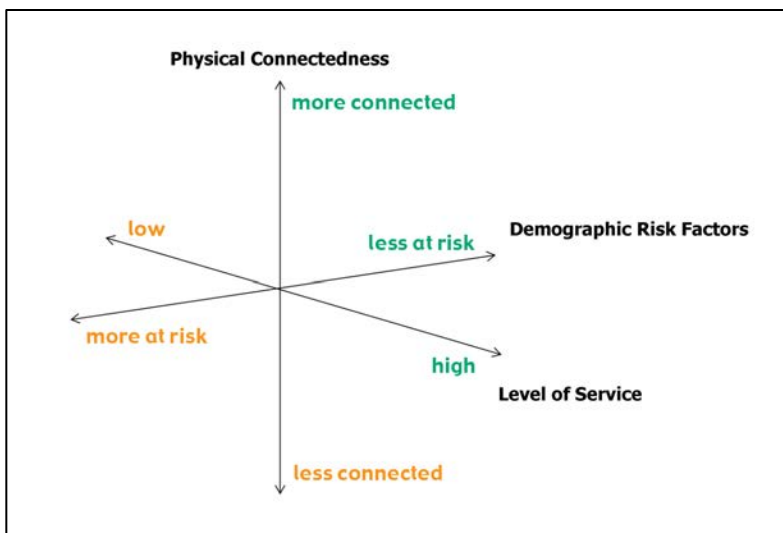 Physical Connectedness
more connected
low
less at risk
Demographic Risk Factors
more at risk
high
Level of Service
less connected